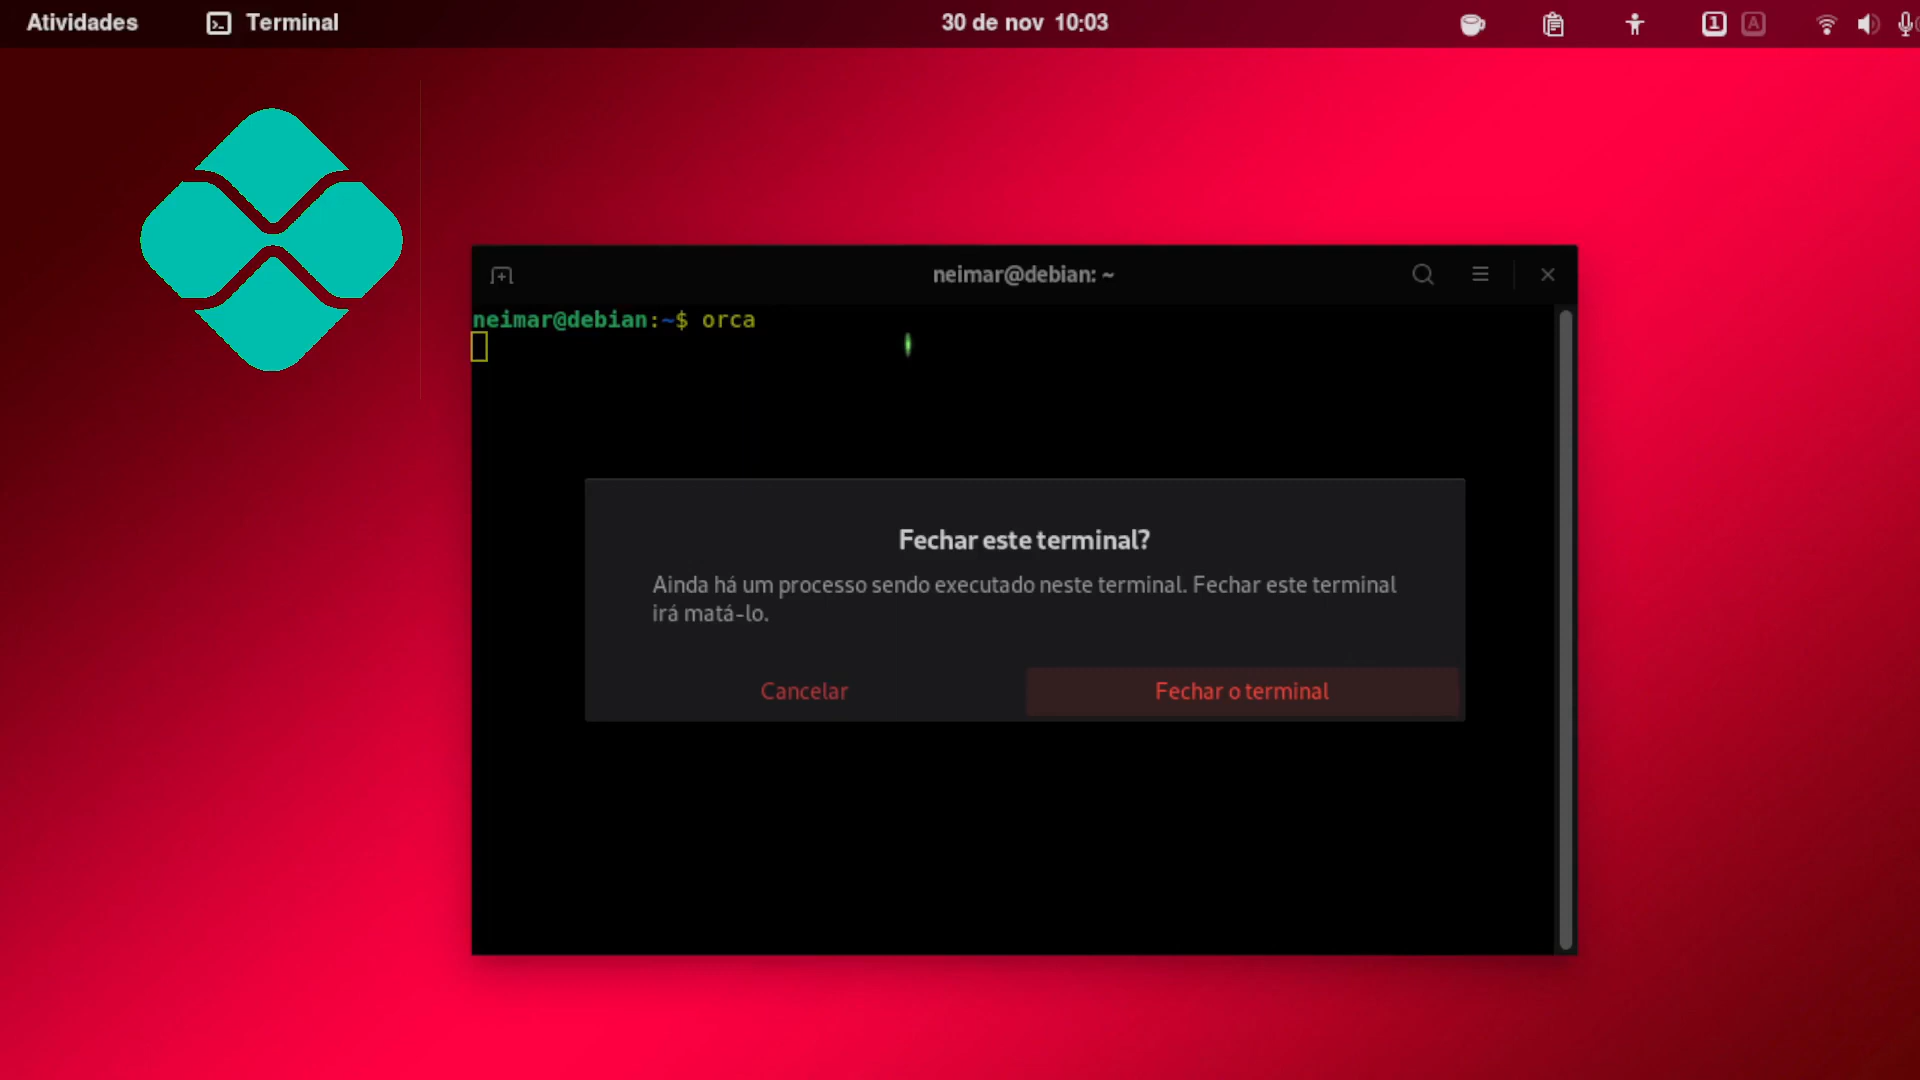 Atividades
Terminal
30 de nov 10:03
1
A
neimar@debian: ~
neimar@debian:~$ orca
Fechar este terminal?
Ainda há um processo sendo executado neste terminal. Fechar este terminal
irá matá-lo.
Cancelar
Fechar o terminal